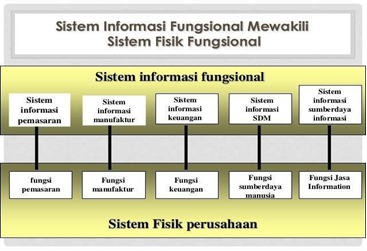 Sistem Informasi Fungsional Mewakili
Sistem Fisik Fungsional
Sistem informasi fungsional
Sistem
informasi
pemasaran
Sistem
informasi
manufaktur
Sistem
informasi
keuangan
Sistem
informasi
SDM
Sistem
informasi
sumberdaya
informasi
fungsi
pemasaran
Fungsi
manufaktur
Fungsi
keuangan
Fungsi
sumberdaya
manusia
Fungsi Jasa
Information
Sistem Fisik perusahaan